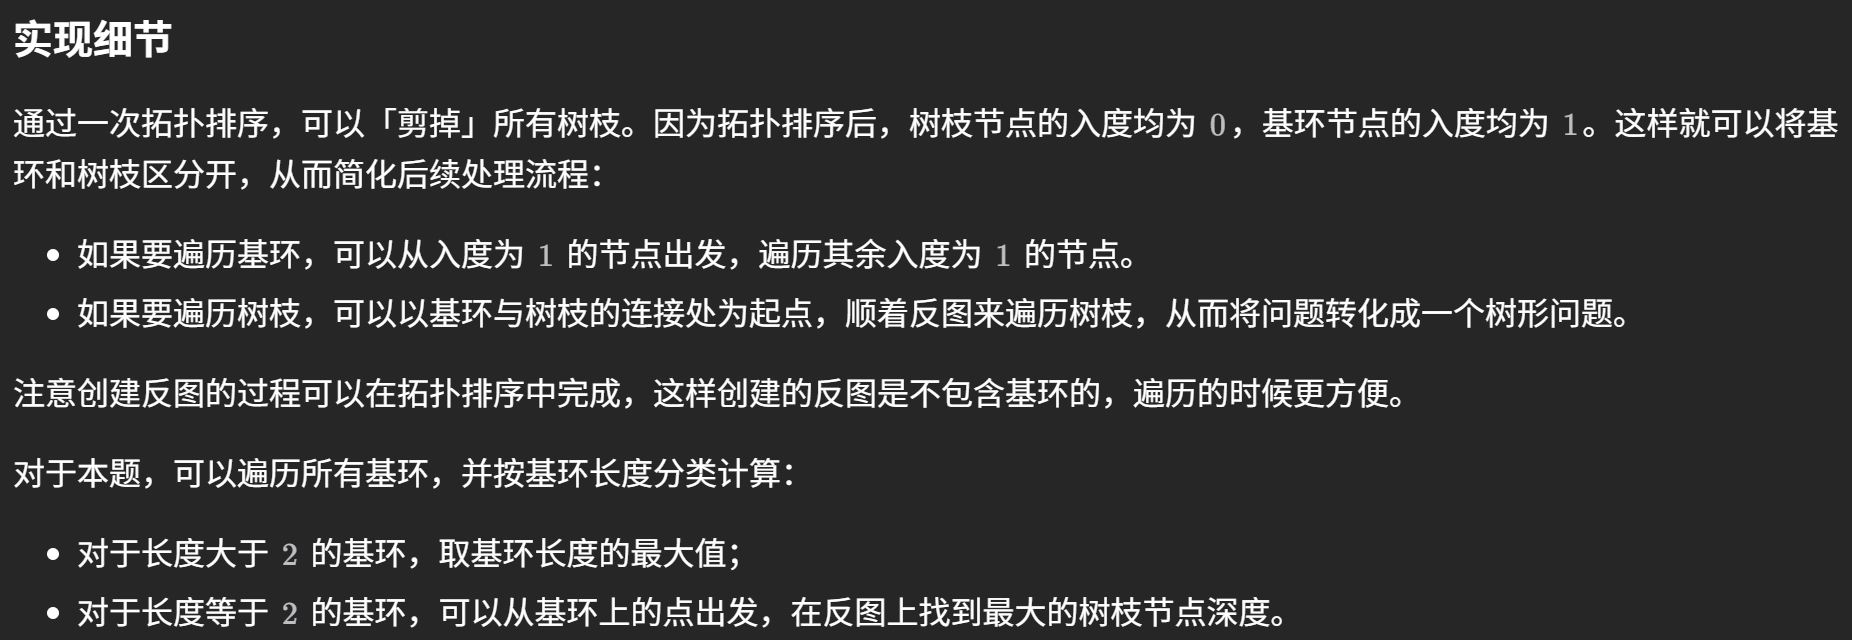 实现细节
通过一次拓扑排序，可以「剪掉」所有树枝。因为拓扑排序后，树枝节点的入度均为 0，基环节点的入度均为 1。这样就可以将基
环和树枝区分开，从而简化后续处理流程：
• 如果要遍历基环，可以从入度为 1 的节点出发，遍历其余入度为 1 的节点。
• 如果要遍历树枝，可以以基环与树枝的连接处为起点，顺着反图来遍历树枝，从而将问题转化成一个树形问题。
注意创建反图的过程可以在拓扑排序中完成，这样创建的反图是不包含基环的，遍历的时候更方便。
对于本题，可以遍历所有基环，并按基环长度分类计算：
• 对于长度大于 2 的基环，取基环长度的最大值；
• 对于长度等于 2 的基环，可以从基环上的点出发，在反图上找到最大的树枝节点深度。